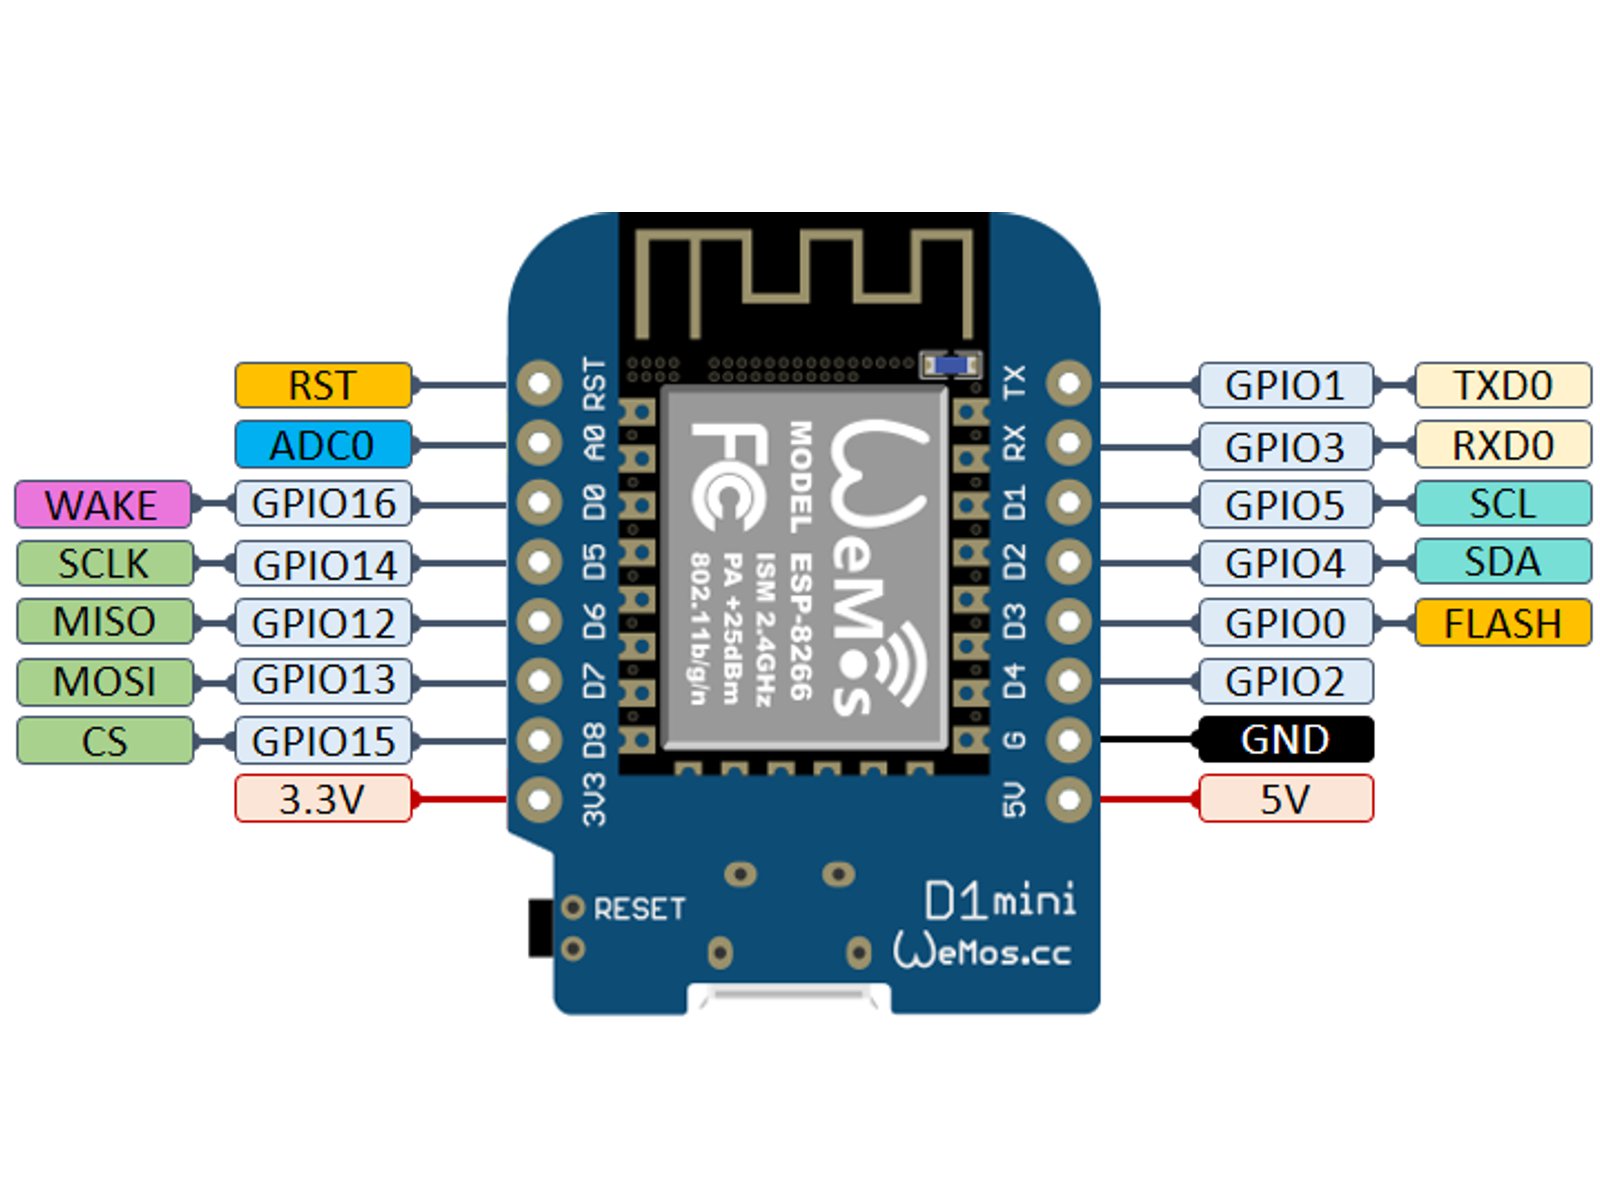 RST
ADC0
WAKE GPIO16
SCLK GPIO14
MISO GPIO12
MOSI GPIO13
CS GPIO15
3.3V
RST
A0
D0
D5
D6
D7
D8
3V3
WeMos
MODEL ESP-8266
ISM 2.4GHz
PA +25dBm
802.11b/g/n
FC
TX
RX
D1
D2
D3
D4
G
5V
GPIO1 TXD0
GPIO3 RXD0
GPIO5 SCL
GPIO4 SDA
GPIO0 FLASH
GPIO2
GND
5V
RESET
D1 mini
WeMos.cc